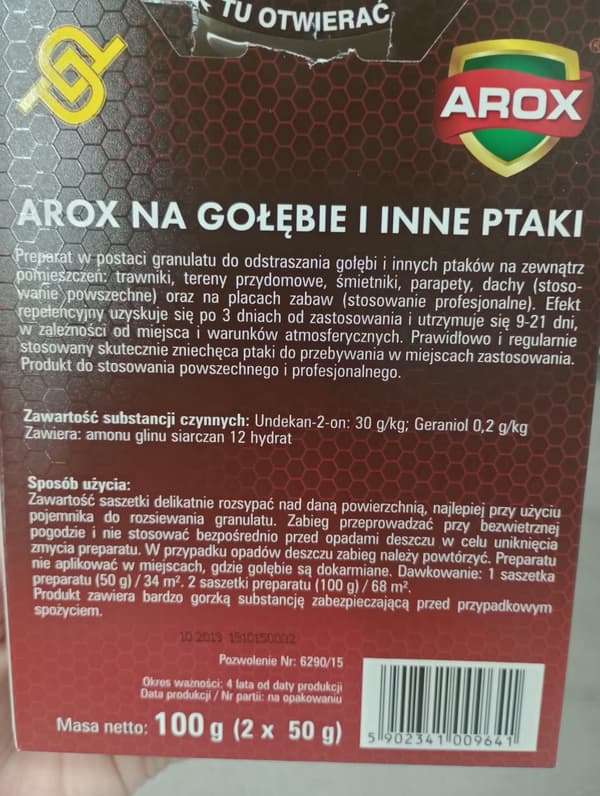 TU OTWIERAĆ
AROX
AROX NA GOŁĘBIE I INNE PTAKI
Preparat w postaci granulatu do odstraszania gołębi i innych ptaków na zewnątrz
pomieszczeń: trawniki, tereny przydomowe, śmietniki, parapety, dachy (stoso-
wanie powszechne) oraz na placach zabaw (stosowanie profesjonalne). Efekt
repelencyjny uzyskuje się po 3 dniach od zastosowania i utrzymuje się 9-21 dni,
w zależności od miejsca i warunków atmosferycznych. Prawidłowo i regularnie
stosowany skutecznie zniechęca ptaki do przebywania w miejscach zastosowania.
Produkt do stosowania powszechnego i profesjonalnego.
Zawartość substancji czynnych: Undekan-2-on: 30 g/kg; Geraniol 0,2 g/kg
Zawiera: amonu glinu siarczan 12 hydrat
Sposób użycia:
Zawartość saszetki delikatnie rozsypać nad daną powierzchnią, najlepiej przy użyciu
pojemnika do rozsiewania granulatu. Zabieg przeprowadzać przy bezwietrznej
pogodzie i nie stosować bezpośrednio przed opadami deszczu w celu uniknięcia
zmycia preparatu. W przypadku opadów deszczu zabieg należy powtórzyć. Preparatu
nie aplikować w miejscach, gdzie gołębie są dokarmiane. Dawkowanie: 1 saszetka
preparatu (50 g) / 34 m². 2 saszetki preparatu (100 g) / 68 m².
Produkt zawiera bardzo gorzką substancję zabezpieczającą przed przypadkowym
spożyciem.
10.2019
Pozwolenie Nr: 6290/15
Okres ważności: 4 lata od daty produkcji
Data produkcji / Nr partii: na opakowaniu
Masa netto: 100 g (2 x 50 g)
5 902341 009641